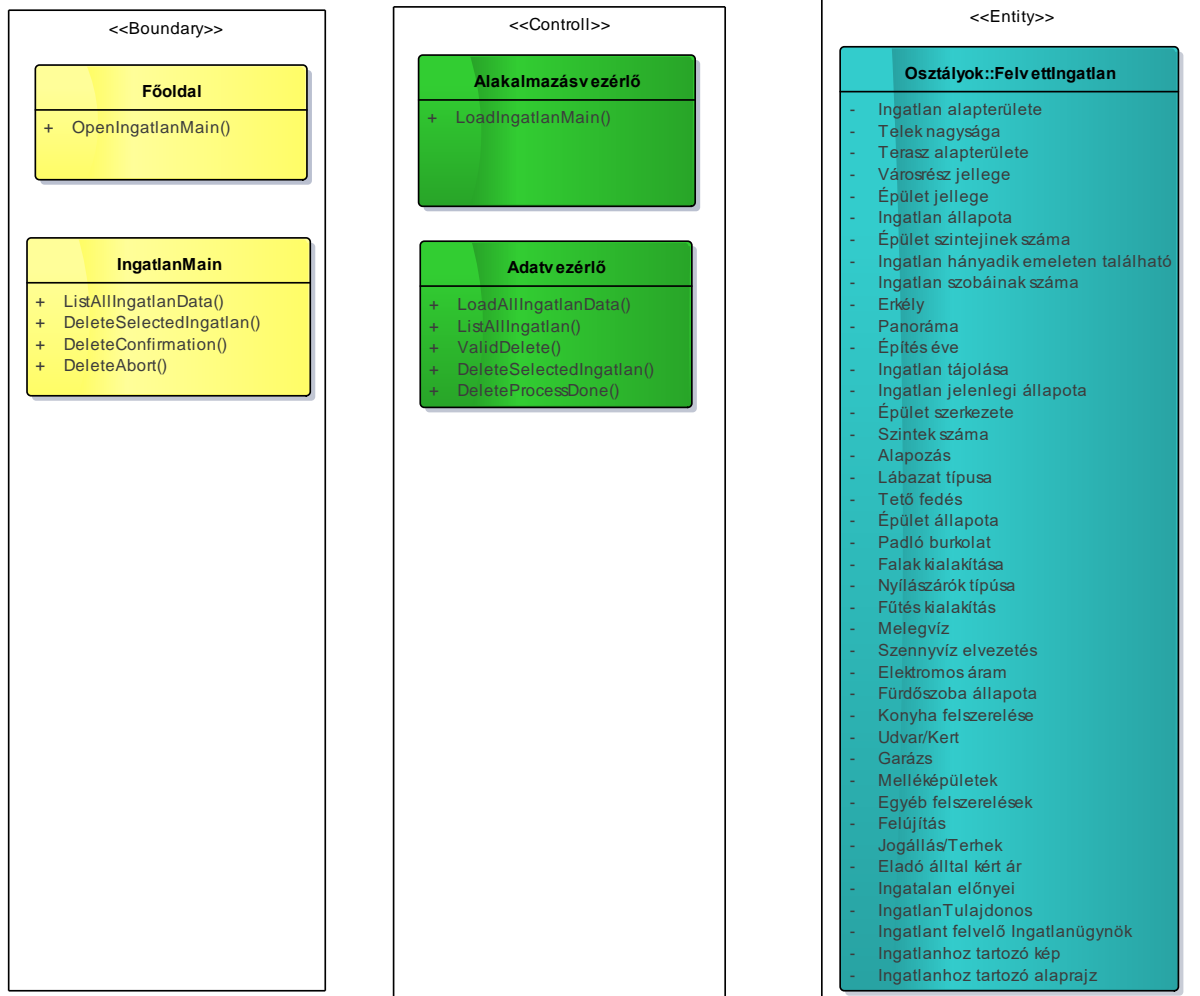 <<Boundary>>
Főoldal
+ OpenIngatlanMain()
IngatlanMain
+ ListAllIngatlanData()
+ DeleteSelectedIngatlan()
+ DeleteConfirmation()
+ DeleteAbort()
<<Controll>>
Alakalmazásvezérlő
+ LoadIngatlanMain()
Adatvezérlő
+ LoadAllIngatlanData()
+ ListAllIngatlan()
+ ValidDelete()
+ DeleteSelectedIngatlan()
+ DeleteProcessDone()
<<Entity>>
Osztályok::FelvettIngatlan
- Ingatlan alapterülete
- Telek nagysága
- Terasz alapterülete
- Városrész jellege
- Épület jellege
- Ingatlan állapota
- Épület szintejinek száma
- Ingatlan hányadik emeleten található
- Ingatlan szobáinak száma
- Erkély
- Panoráma
- Építés éve
- Ingatlan tájolása
- Ingatlan jelenlegi állapota
- Épület szerkezete
- Szintek száma
- Alapozás
- Lábazat típusa
- Tető fedés
- Épület állapota
- Padló burkolat
- Falak kialakítása
- Nyílászárók típúsa
- Fűtés kialakítás
- Melegvíz
- Szennyvíz elvezetés
- Elektromos áram
- Fürdőszoba állapota
- Konyha felszerelése
- Udvar/Kert
- Garázs
- Melléképületek
- Egyéb felszerelések
- Felújítás
- Jogállás/Terhek
- Eladó álltal kért ár
- Ingatalan előnyei
- IngatlanTulajdonos
- Ingatlant felvelő Ingatlanügynök
- Ingatlanhoz tartozó kép
- Ingatlanhoz tartozó alaprajz